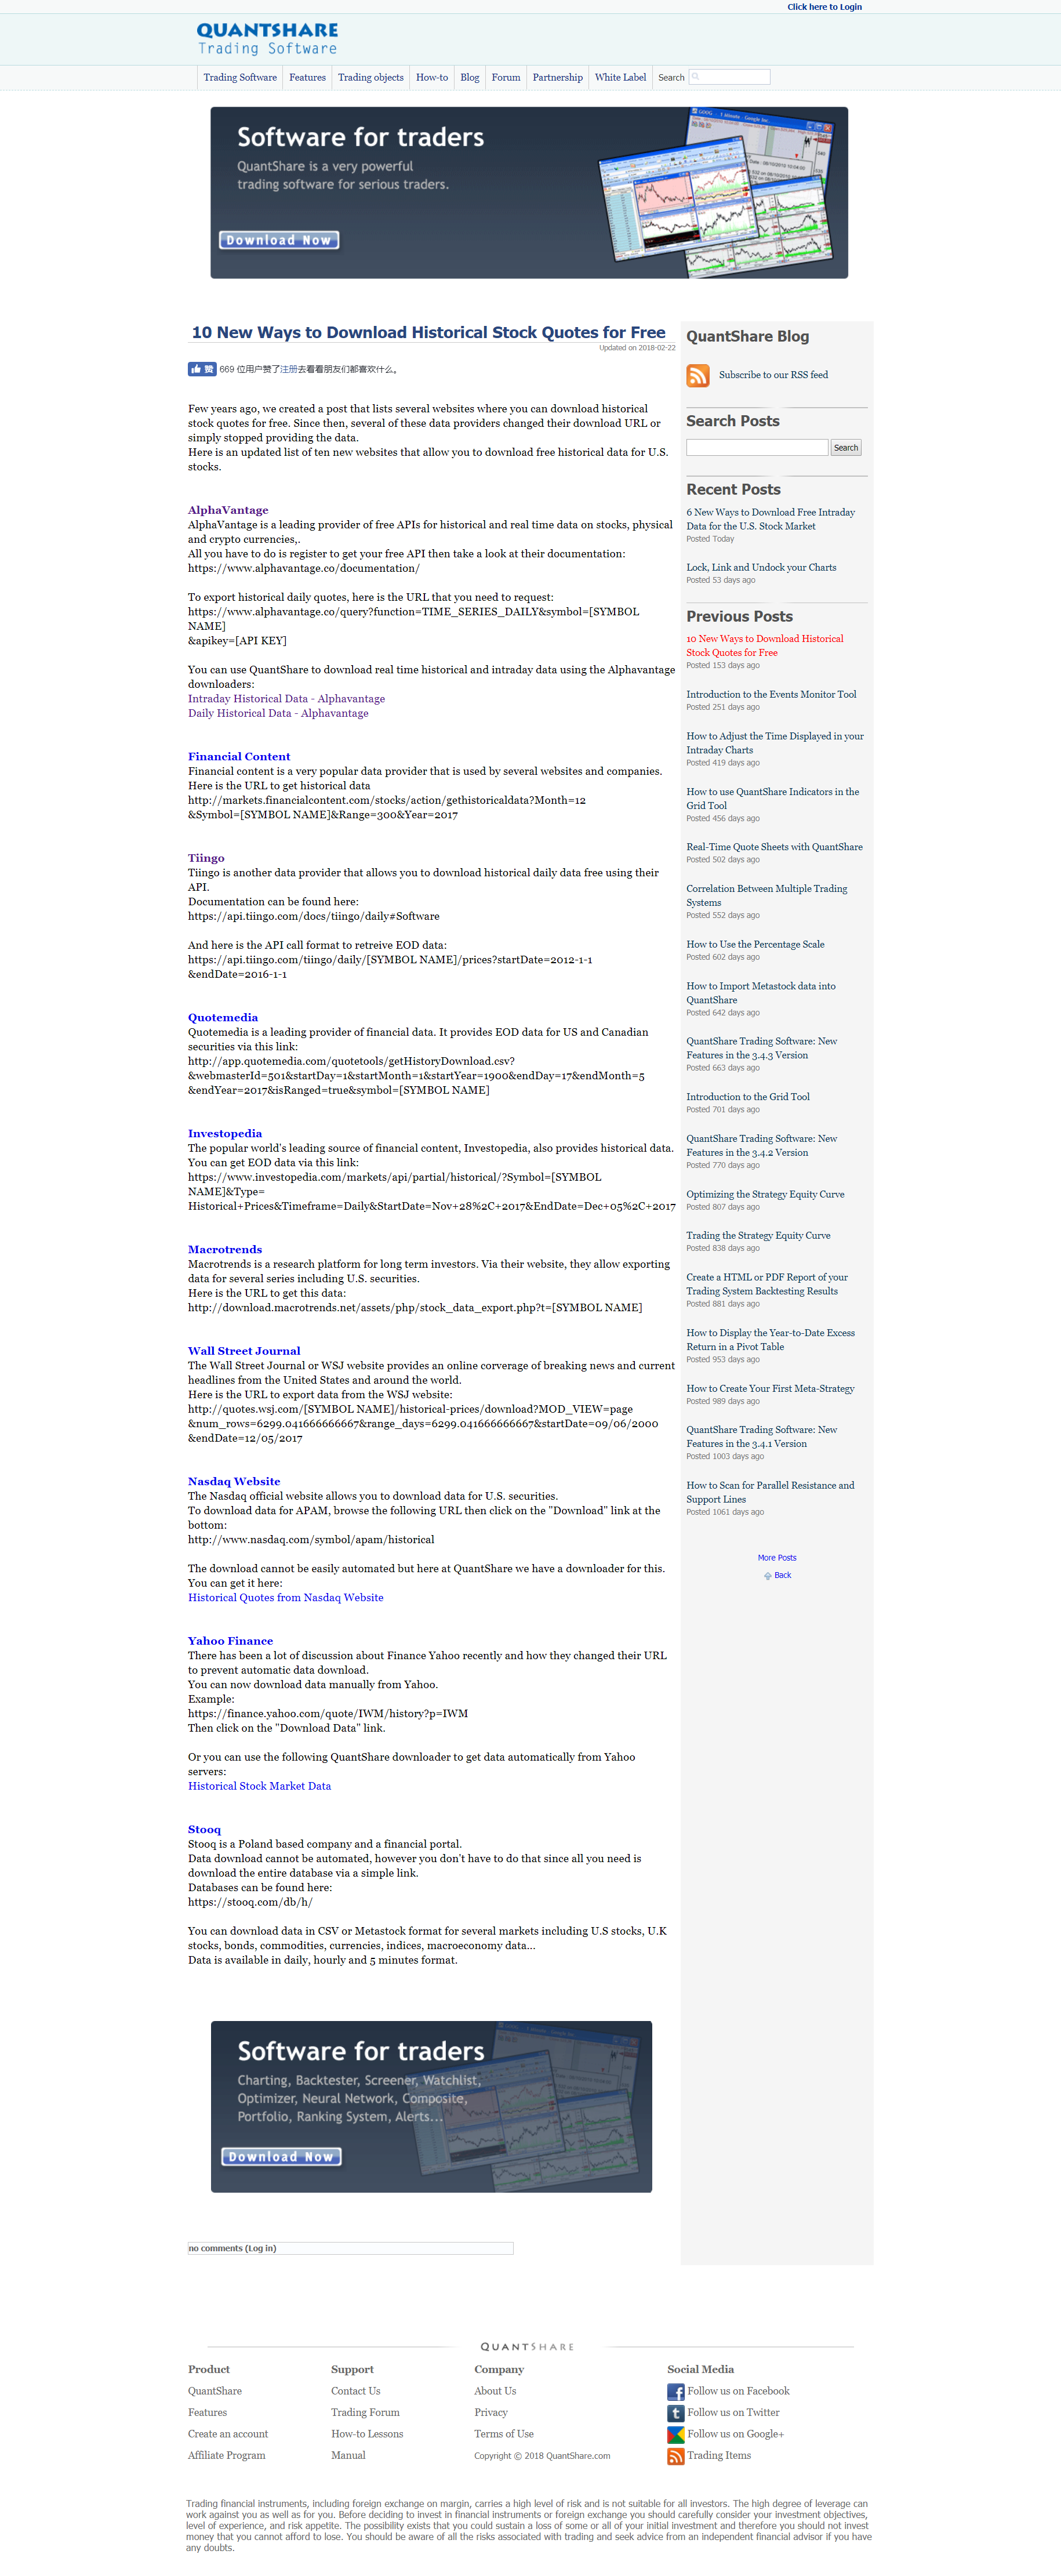 Click here to Login
QUANTSHARE
Trading Software
Trading Software Features Trading objects How-to Blog Forum Partnership White Label Search
Software for traders
QuantShare is a very powerful
trading software for serious traders.
Download Now
10 New Ways to Download Historical Stock Quotes for Free
Updated on 2018-02-22
赞 669 位用户赞了注册去看看朋友们都喜欢什么。
Few years ago, we created a post that lists several websites where you can download historical
stock quotes for free. Since then, several of these data providers changed their download URL or
simply stopped providing the data.
Here is an updated list of ten new websites that allow you to download free historical data for U.S.
stocks.
AlphaVantage
AlphaVantage is a leading provider of free APIs for historical and real time data on stocks, physical
and crypto currencies,.
All you have to do is register to get your free API then take a look at their documentation:
https://www.alphavantage.co/documentation/
To export historical daily quotes, here is the URL that you need to request:
https://www.alphavantage.co/query?function=TIME_SERIES_DAILY&symbol=[SYMBOL
NAME]
&apikey=[API KEY]
You can use QuantShare to download real time historical and intraday data using the Alphavantage
downloaders:
Intraday Historical Data - Alphavantage
Daily Historical Data - Alphavantage
Financial Content
Financial content is a very popular data provider that is used by several websites and companies.
Here is the URL to get historical data
http://markets.financialcontent.com/stocks/action/gethistoricaldata?Month=12
&Symbol=[SYMBOL NAME]&Range=300&Year=2017
Tiingo
Tiingo is another data provider that allows you to download historical daily data free using their
API.
Documentation can be found here:
https://api.tiingo.com/docs/tiingo/daily#Software
And here is the API call format to retreive EOD data:
https://api.tiingo.com/tiingo/daily/[SYMBOL NAME]/prices?startDate=2012-1-1
&endDate=2016-1-1
Quotemedia
Quotemedia is a leading provider of financial data. It provides EOD data for US and Canadian
securities via this link:
http://app.quotemedia.com/quotetools/getHistoryDownload.csv?
&webmasterId=501&startDay=1&startMonth=1&startYear=1900&endDay=17&endMonth=5
&endYear=2017&isRanged=true&symbol=[SYMBOL NAME]
Investopedia
The popular world's leading source of financial content, Investopedia, also provides historical data.
You can get EOD data via this link:
https://www.investopedia.com/markets/api/partial/historical/?Symbol=[SYMBOL
NAME]&Type=
Historical+Prices&Timeframe=Daily&StartDate=Nov+28%2C+2017&EndDate=Dec+05%2C+2017
Macrotrends
Macrotrends is a research platform for long term investors. Via their website, they allow exporting
data for several series including U.S. securities.
Here is the URL to get this data:
http://download.macrotrends.net/assets/php/stock_data_export.php?t=[SYMBOL NAME]
Wall Street Journal
The Wall Street Journal or WSJ website provides an online corverage of breaking news and current
headlines from the United States and around the world.
Here is the URL to export data from the WSJ website:
http://quotes.wsj.com/[SYMBOL NAME]/historical-prices/download?MOD_VIEW=page
&num_rows=6299.041666666667&range_days=6299.041666666667&startDate=09/06/2000
&endDate=12/05/2017
Nasdaq Website
The Nasdaq official website allows you to download data for U.S. securities.
To download data for APAM, browse the following URL then click on the "Download" link at the
bottom:
http://www.nasdaq.com/symbol/apam/historical
The download cannot be easily automated but here at QuantShare we have a downloader for this.
You can get it here:
Historical Quotes from Nasdaq Website
Yahoo Finance
There has been a lot of discussion about Finance Yahoo recently and how they changed their URL
to prevent automatic data download.
You can now download data manually from Yahoo.
Example:
https://finance.yahoo.com/quote/IWM/history?p=IWM
Then click on the "Download Data" link.
Or you can use the following QuantShare downloader to get data automatically from Yahoo
servers:
Historical Stock Market Data
Stooq
Stooq is a Poland based company and a financial portal.
Data download cannot be automated, however you don't have to do that since all you need is
download the entire database via a simple link.
Databases can be found here:
https://stooq.com/db/h/
You can download data in CSV or Metastock format for several markets including U.S stocks, U.K
stocks, bonds, commodities, currencies, indices, macroeconomy data...
Data is available in daily, hourly and 5 minutes format.
Software for traders
Charting, Backtester, Screener, Watchlist,
Optimizer, Neural Network, Composite,
Portfolio, Ranking System, Alerts...
Download Now
no comments (Log in)
QuantShare Blog
Subscribe to our RSS feed
Search Posts
Search
Recent Posts
6 New Ways to Download Free Intraday
Data for the U.S. Stock Market
Posted Today
Lock, Link and Undock your Charts
Posted 53 days ago
Previous Posts
10 New Ways to Download Historical
Stock Quotes for Free
Posted 153 days ago
Introduction to the Events Monitor Tool
Posted 251 days ago
How to Adjust the Time Displayed in your
Intraday Charts
Posted 419 days ago
How to use QuantShare Indicators in the
Grid Tool
Posted 456 days ago
Real-Time Quote Sheets with QuantShare
Posted 502 days ago
Correlation Between Multiple Trading
Systems
Posted 552 days ago
How to Use the Percentage Scale
Posted 602 days ago
How to Import Metastock data into
QuantShare
Posted 642 days ago
QuantShare Trading Software: New
Features in the 3.4.3 Version
Posted 663 days ago
Introduction to the Grid Tool
Posted 701 days ago
QuantShare Trading Software: New
Features in the 3.4.2 Version
Posted 770 days ago
Optimizing the Strategy Equity Curve
Posted 807 days ago
Trading the Strategy Equity Curve
Posted 838 days ago
Create a HTML or PDF Report of your
Trading System Backtesting Results
Posted 881 days ago
How to Display the Year-to-Date Excess
Return in a Pivot Table
Posted 953 days ago
How to Create Your First Meta-Strategy
Posted 989 days ago
QuantShare Trading Software: New
Features in the 3.4.1 Version
Posted 1003 days ago
How to Scan for Parallel Resistance and
Support Lines
Posted 1061 days ago
More Posts
Back
QUANTSHARE
Product Support Company Social Media
QuantShare Contact Us About Us Follow us on Facebook
Features Trading Forum Privacy Follow us on Twitter
Create an account How-to Lessons Terms of Use Follow us on Google+
Affiliate Program Manual Copyright © 2018 QuantShare.com Trading Items
Trading financial instruments, including foreign exchange on margin, carries a high level of risk and is not suitable for all investors. The high degree of leverage can
work against you as well as for you. Before deciding to invest in financial instruments or foreign exchange you should carefully consider your investment objectives,
level of experience, and risk appetite. The possibility exists that you could sustain a loss of some or all of your initial investment and therefore you should not invest
money that you cannot afford to lose. You should be aware of all the risks associated with trading and seek advice from an independent financial advisor if you have
any doubts.